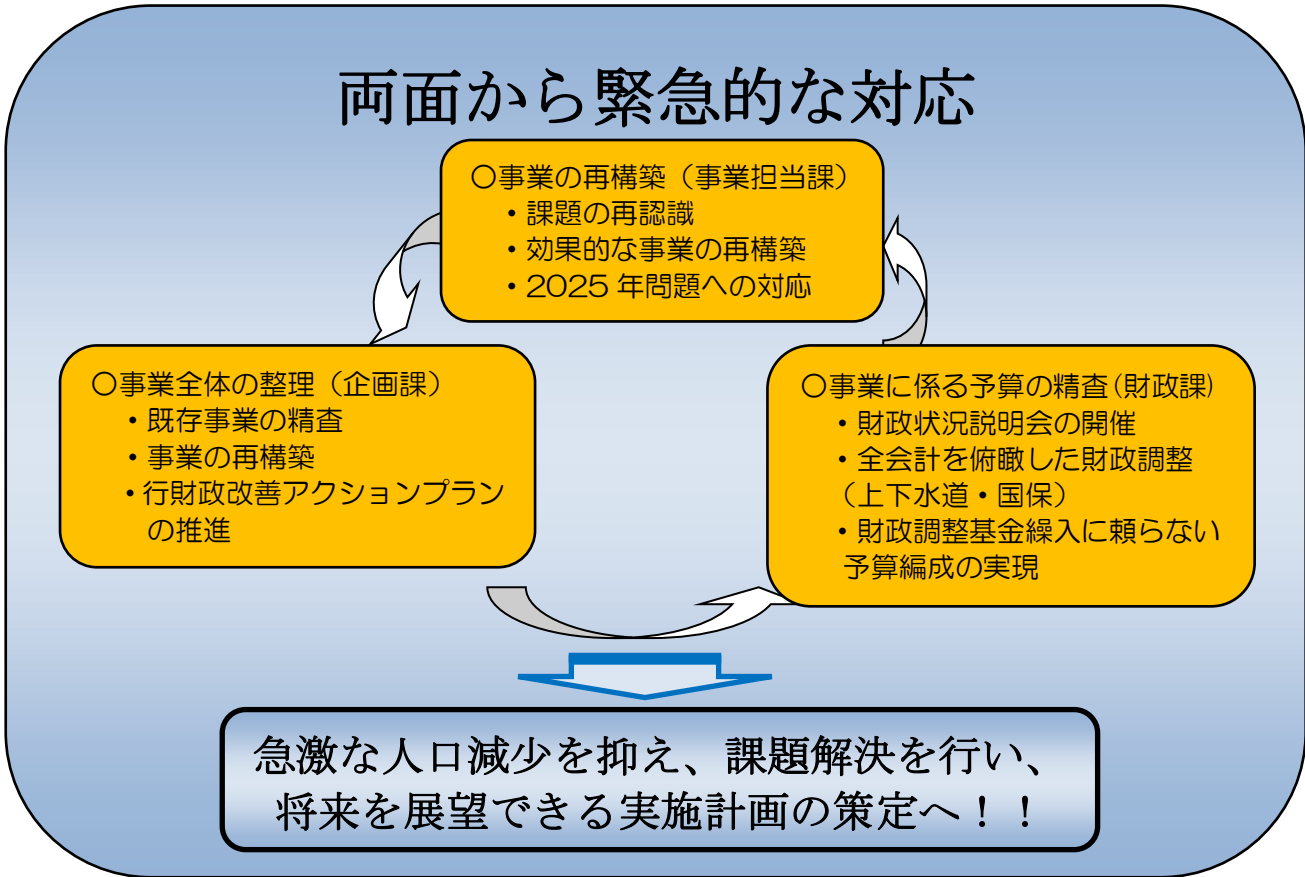 両面から緊急的な対応
〇事業の再構築（事業担当課）
・課題の再認識
・効果的な事業の再構築
・2025年問題への対応
〇事業全体の整理（企画課）
・既存事業の精査
・事業の再構築
・行財政改善アクションプラン
の推進
〇事業に係る予算の精査(財政課)
・財政状況説明会の開催
・全会計を俯瞰した財政調整
（上下水道・国保）
・財政調整基金繰入に頼らない
予算編成の実現
急激な人口減少を抑え、課題解決を行い、
将来を展望できる実施計画の策定へ！！